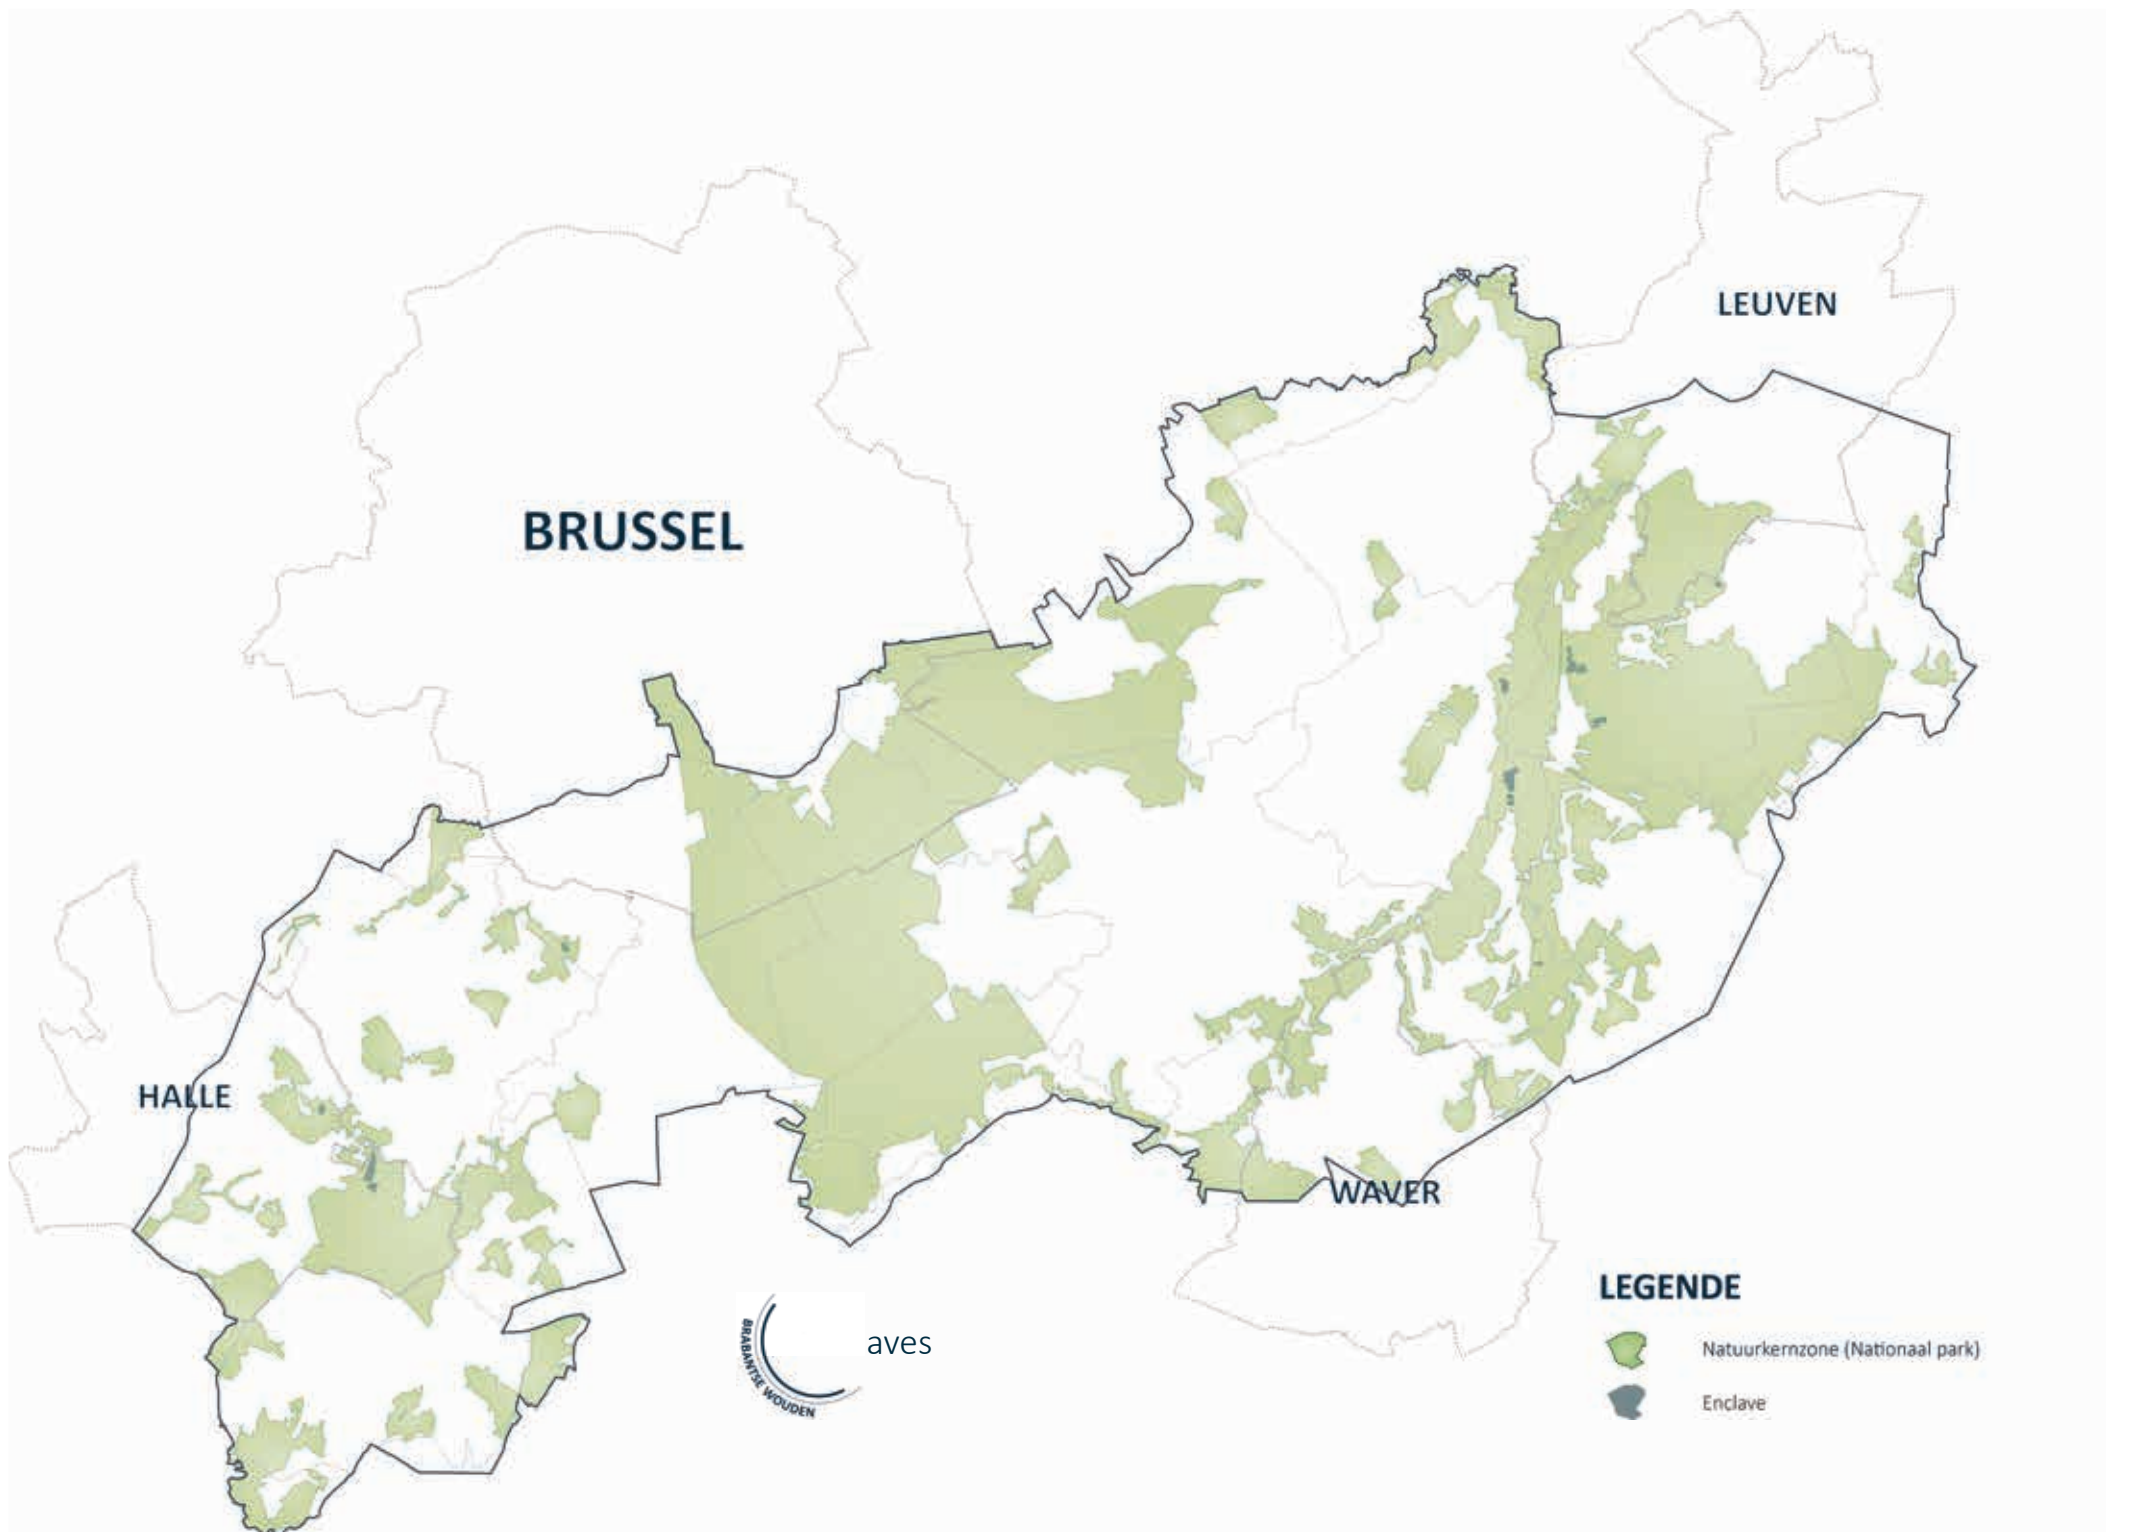 LEUVEN
BRUSSEL
HALLE
WAVER
BRABANTSE WOUDEN
aves
LEGENDE
Natuurkernzone (Nationaal park)
Enclave